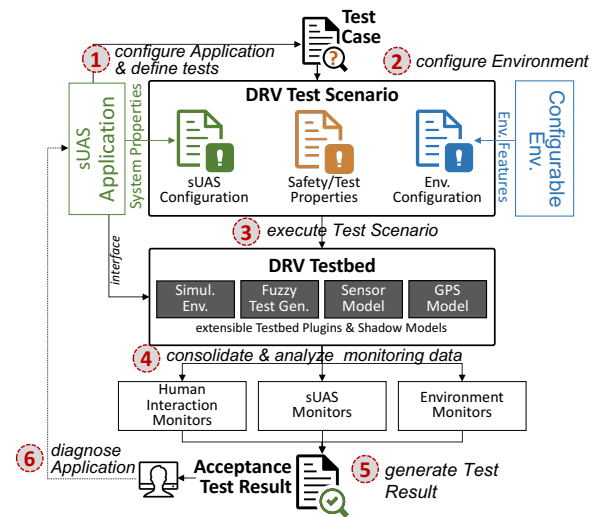 Test
Case
1 configure Application
& define tests
2 configure Environment
DRV Test Scenario
sUAS
Application
System Properties
sUAS
Configuration
Safety/Test
Properties
Env.
Configuration
Env. Features
Configurable
Env.
3 execute Test Scenario
interface
DRV Testbed
Simul.
Env.
Fuzzy
Test Gen.
Sensor
Model
GPS
Model
extensible Testbed Plugins & Shadow Models
4 consolidate & analyze monitoring data
Human
Interaction
Monitors
sUAS
Monitors
Environment
Monitors
6 diagnose
Application
Acceptance
Test Result
5 generate Test
Result